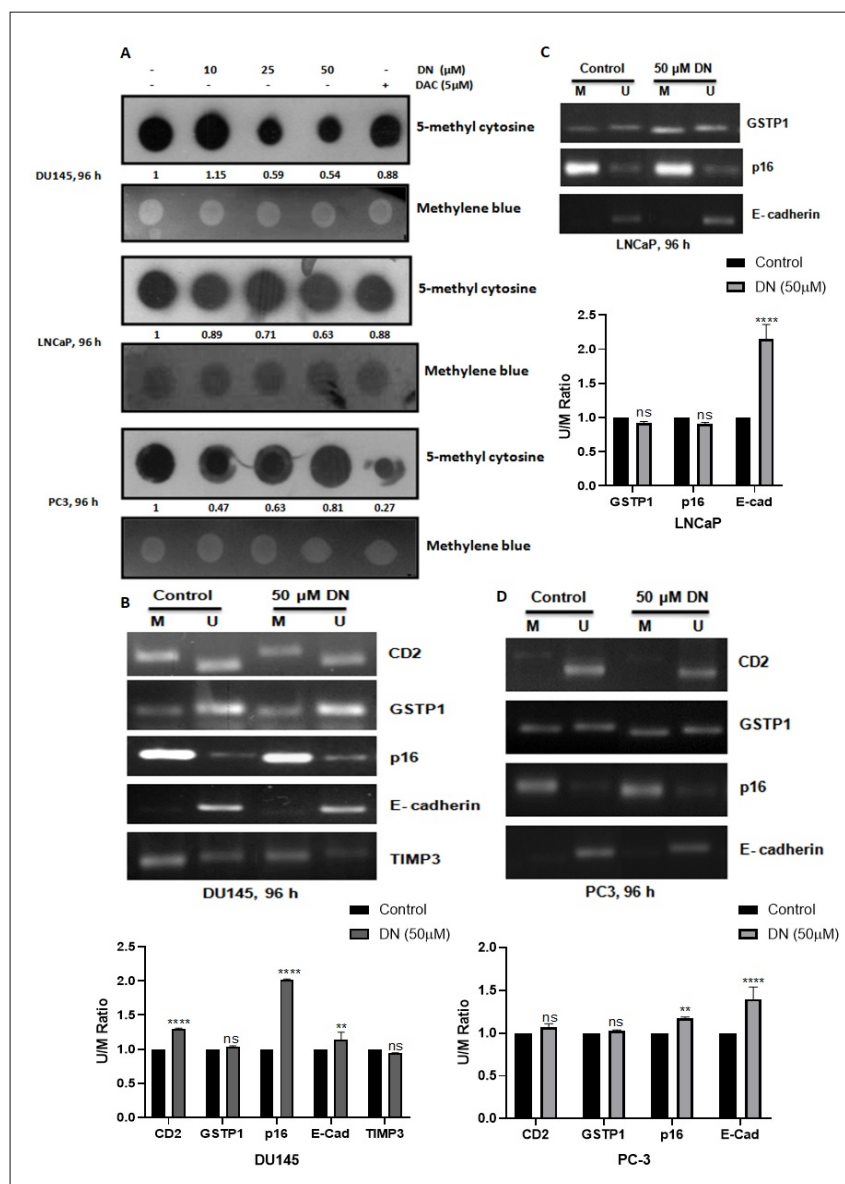 A
- 10 25 50 - DN (µM)
- - - - + DAC (5µM)
5-methyl cytosine
DU145, 96 h 1 1.15 0.59 0.54 0.88
Methylene blue
5-methyl cytosine
LNCaP, 96 h 1 0.89 0.71 0.63 0.88
Methylene blue
5-methyl cytosine
PC3, 96 h 1 0.47 0.63 0.81 0.27
Methylene blue
C
Control 50 µM DN
M U M U
GSTP1
p16
E- cadherin
LNCaP, 96 h
Control
DN (50µM)
U/M Ratio
2.5
2.0
1.5
1.0
0.5
0.0
ns ns ****
GSTP1 p16 E-cad
LNCaP
B
Control 50 µM DN
M U M U
CD2
GSTP1
p16
E- cadherin
TIMP3
DU145, 96 h
Control
DN (50µM)
U/M Ratio
2.5
2.0
1.5
1.0
0.5
0.0
**** ns **** ** ns
CD2 GSTP1 p16 E-Cad TIMP3
DU145
D
Control 50 µM DN
M U M U
CD2
GSTP1
p16
E- cadherin
PC3, 96 h
Control
DN (50µM)
U/M Ratio
2.0
1.5
1.0
0.5
0.0
ns ns ** ****
CD2 GSTP1 p16 E-Cad
PC-3